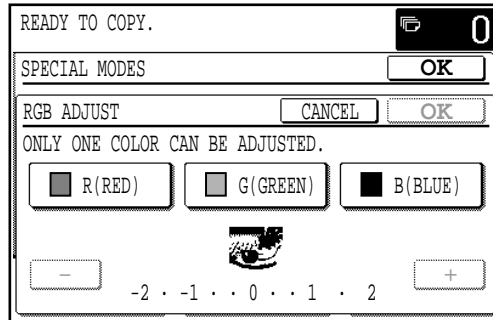 READY TO COPY. 0
SPECIAL MODES OK
RGB ADJUST CANCEL OK
ONLY ONE COLOR CAN BE ADJUSTED.
R(RED) G(GREEN) B(BLUE)
− +
-2 · -1 · · 0 · · 1 · 2